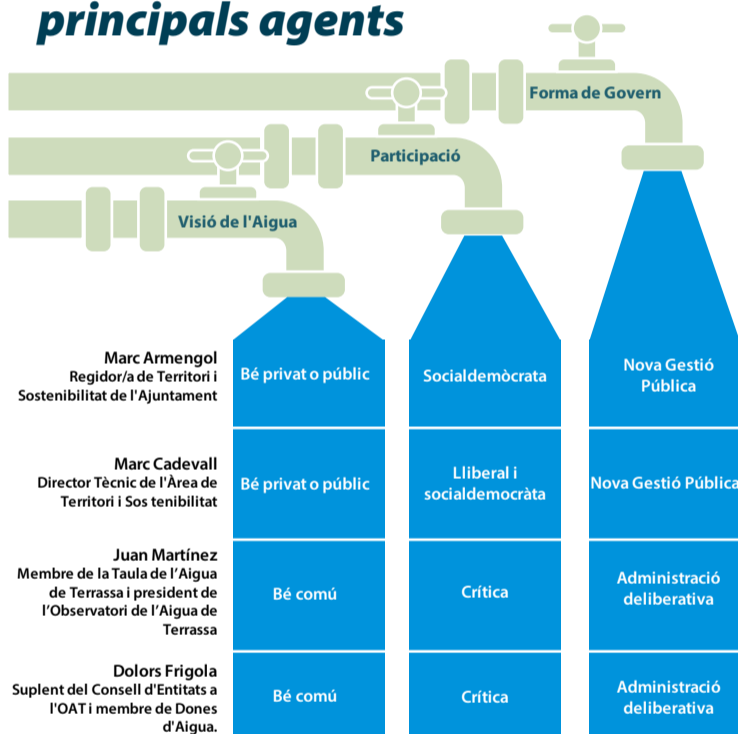 principals agents
Forma de Govern
Participació
Visió de l'Aigua
Marc Armengol
Regidor/a de Territori i
Sostenibilitat de l'Ajuntament
Bé privat o públic
Socialdemòcrata
Nova Gestió
Pública
Marc Cadevall
Director Tècnic de l'Àrea de
Territori i Sos tenibilitat
Bé privat o públic
Lliberal i
socialdemocràta
Nova Gestió Pública
Juan Martínez
Membre de la Taula de l’Aigua
de Terrassa i president de
l’Observatori de l’Aigua de
Terrassa
Bé comú
Crítica
Administració
deliberativa
Dolors Frigola
Suplent del Consell d'Entitats a
l'OAT i membre de Dones
d'Aigua.
Bé comú
Crítica
Administració
deliberativa